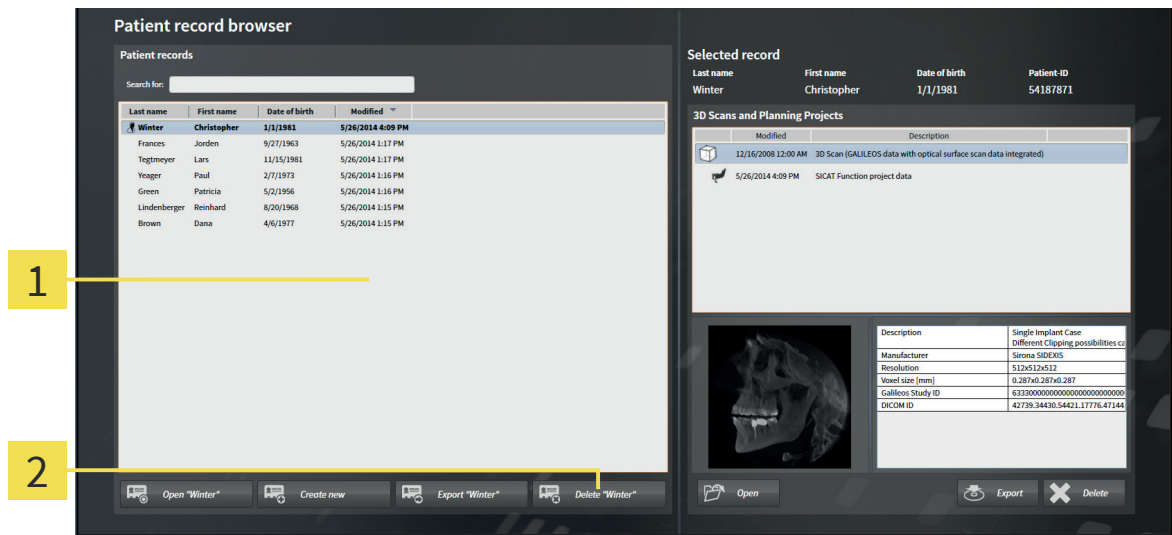 Patient record browser
Patient records
Search for:
Last name First name Date of birth Modified
Winter Christopher 1/1/1981 5/26/2014 4:09 PM
Frances Jorden 9/27/1963 5/26/2014 1:17 PM
Tegtmeyer Lars 11/15/1981 5/26/2014 1:17 PM
Yeager Paul 2/7/1973 5/26/2014 1:16 PM
Green Patricia 5/2/1956 5/26/2014 1:16 PM
Lindenberger Reinhard 8/20/1968 5/26/2014 1:15 PM
Brown Dana 4/6/1977 5/26/2014 1:15 PM
1
2
Open "Winter" Create new Export "Winter" Delete "Winter"
Selected record
Last name First name Date of birth Patient-ID
Winter Christopher 1/1/1981 54187871
3D Scans and Planning Projects
Modified Description
12/16/2008 12:00 AM 3D Scan (GALILEOS data with optical surface scan data integrated)
5/26/2014 4:09 PM SICAT Function project data
Description Single Implant Case
Different Clipping possibilities ca
Manufacturer Sirona SIDEXIS
Resolution 512x512x512
Voxel size [mm] 0.287x0.287x0.287
Galileos Study ID
DICOM ID 42739.34430.54421.17776.47144.
Open Export Delete